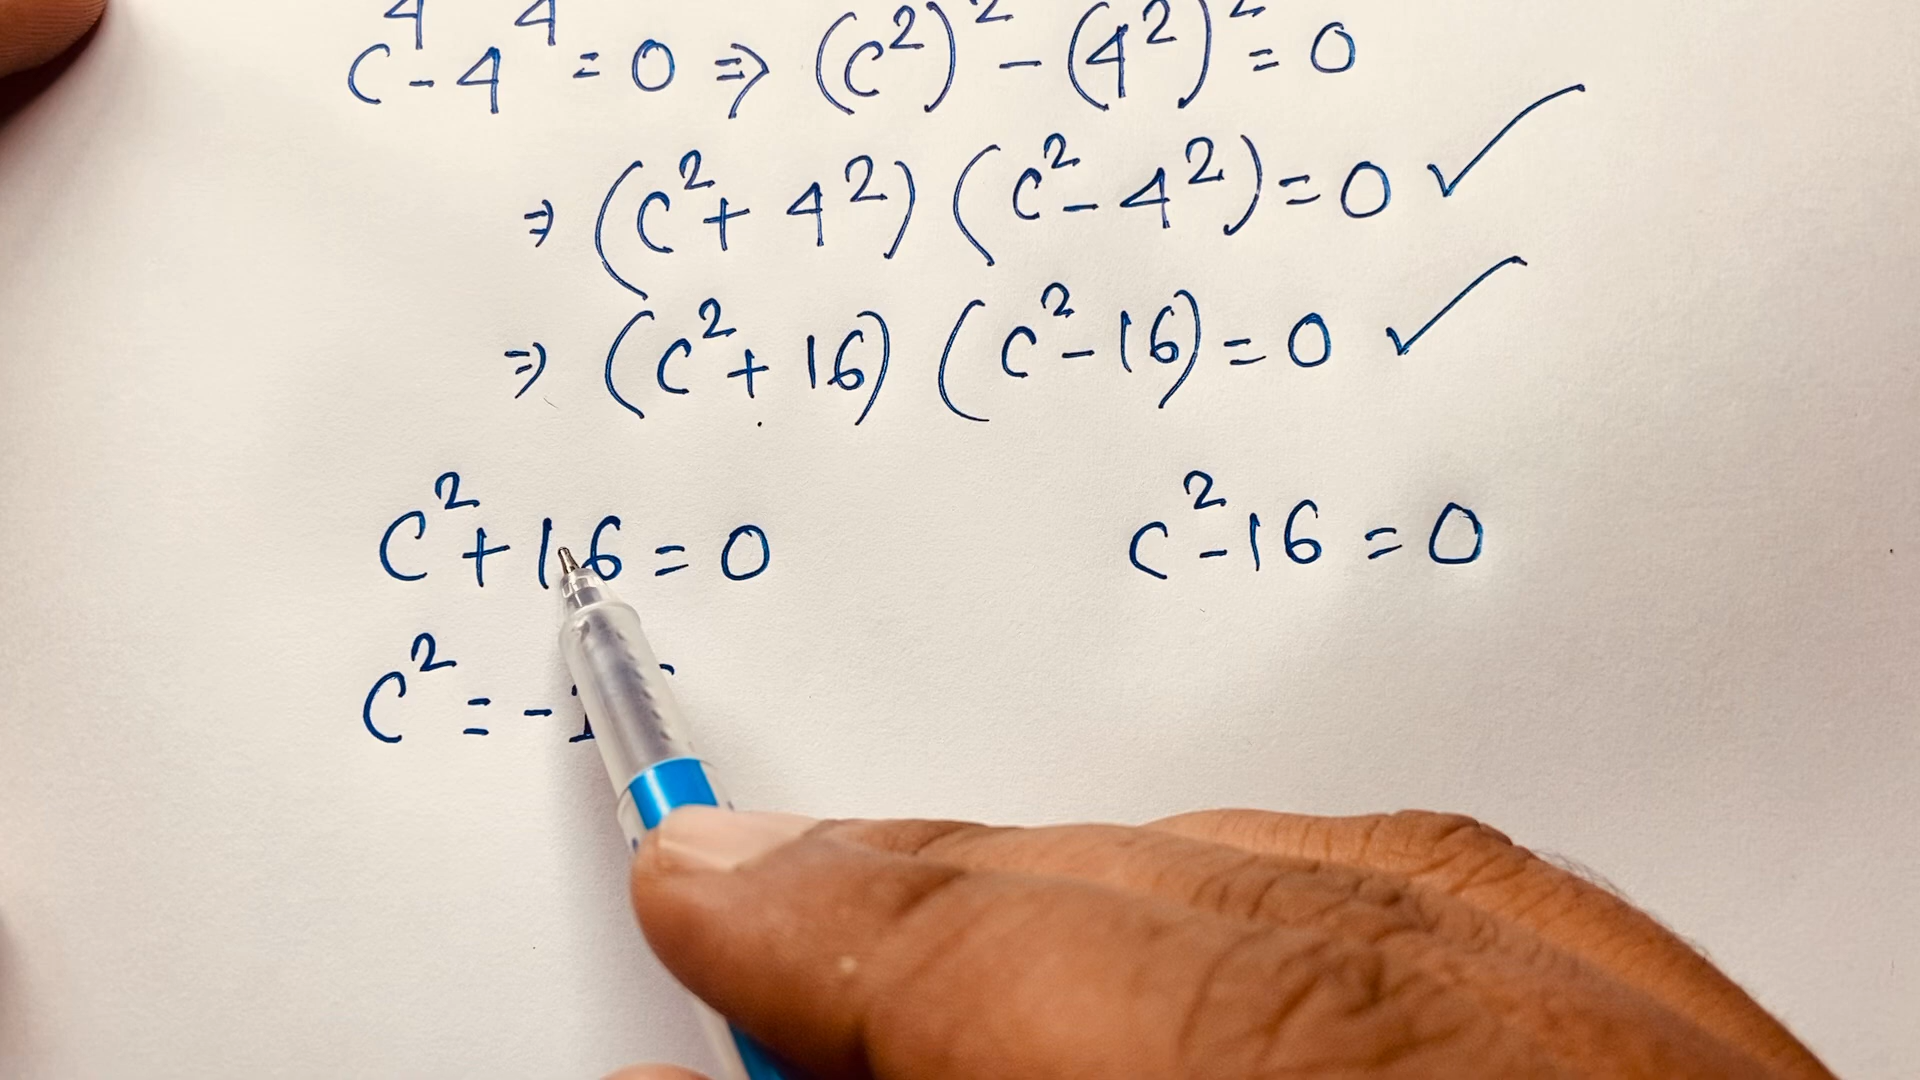 c⁴ - 4⁴ = 0 ⇒ (c²)² - (4²)² = 0
⇒ (c² + 4²) (c² - 4²) = 0 ✓
⇒ (c² + 16) (c² - 16) = 0 ✓
c² + 16 = 0 c² - 16 = 0
c² = -